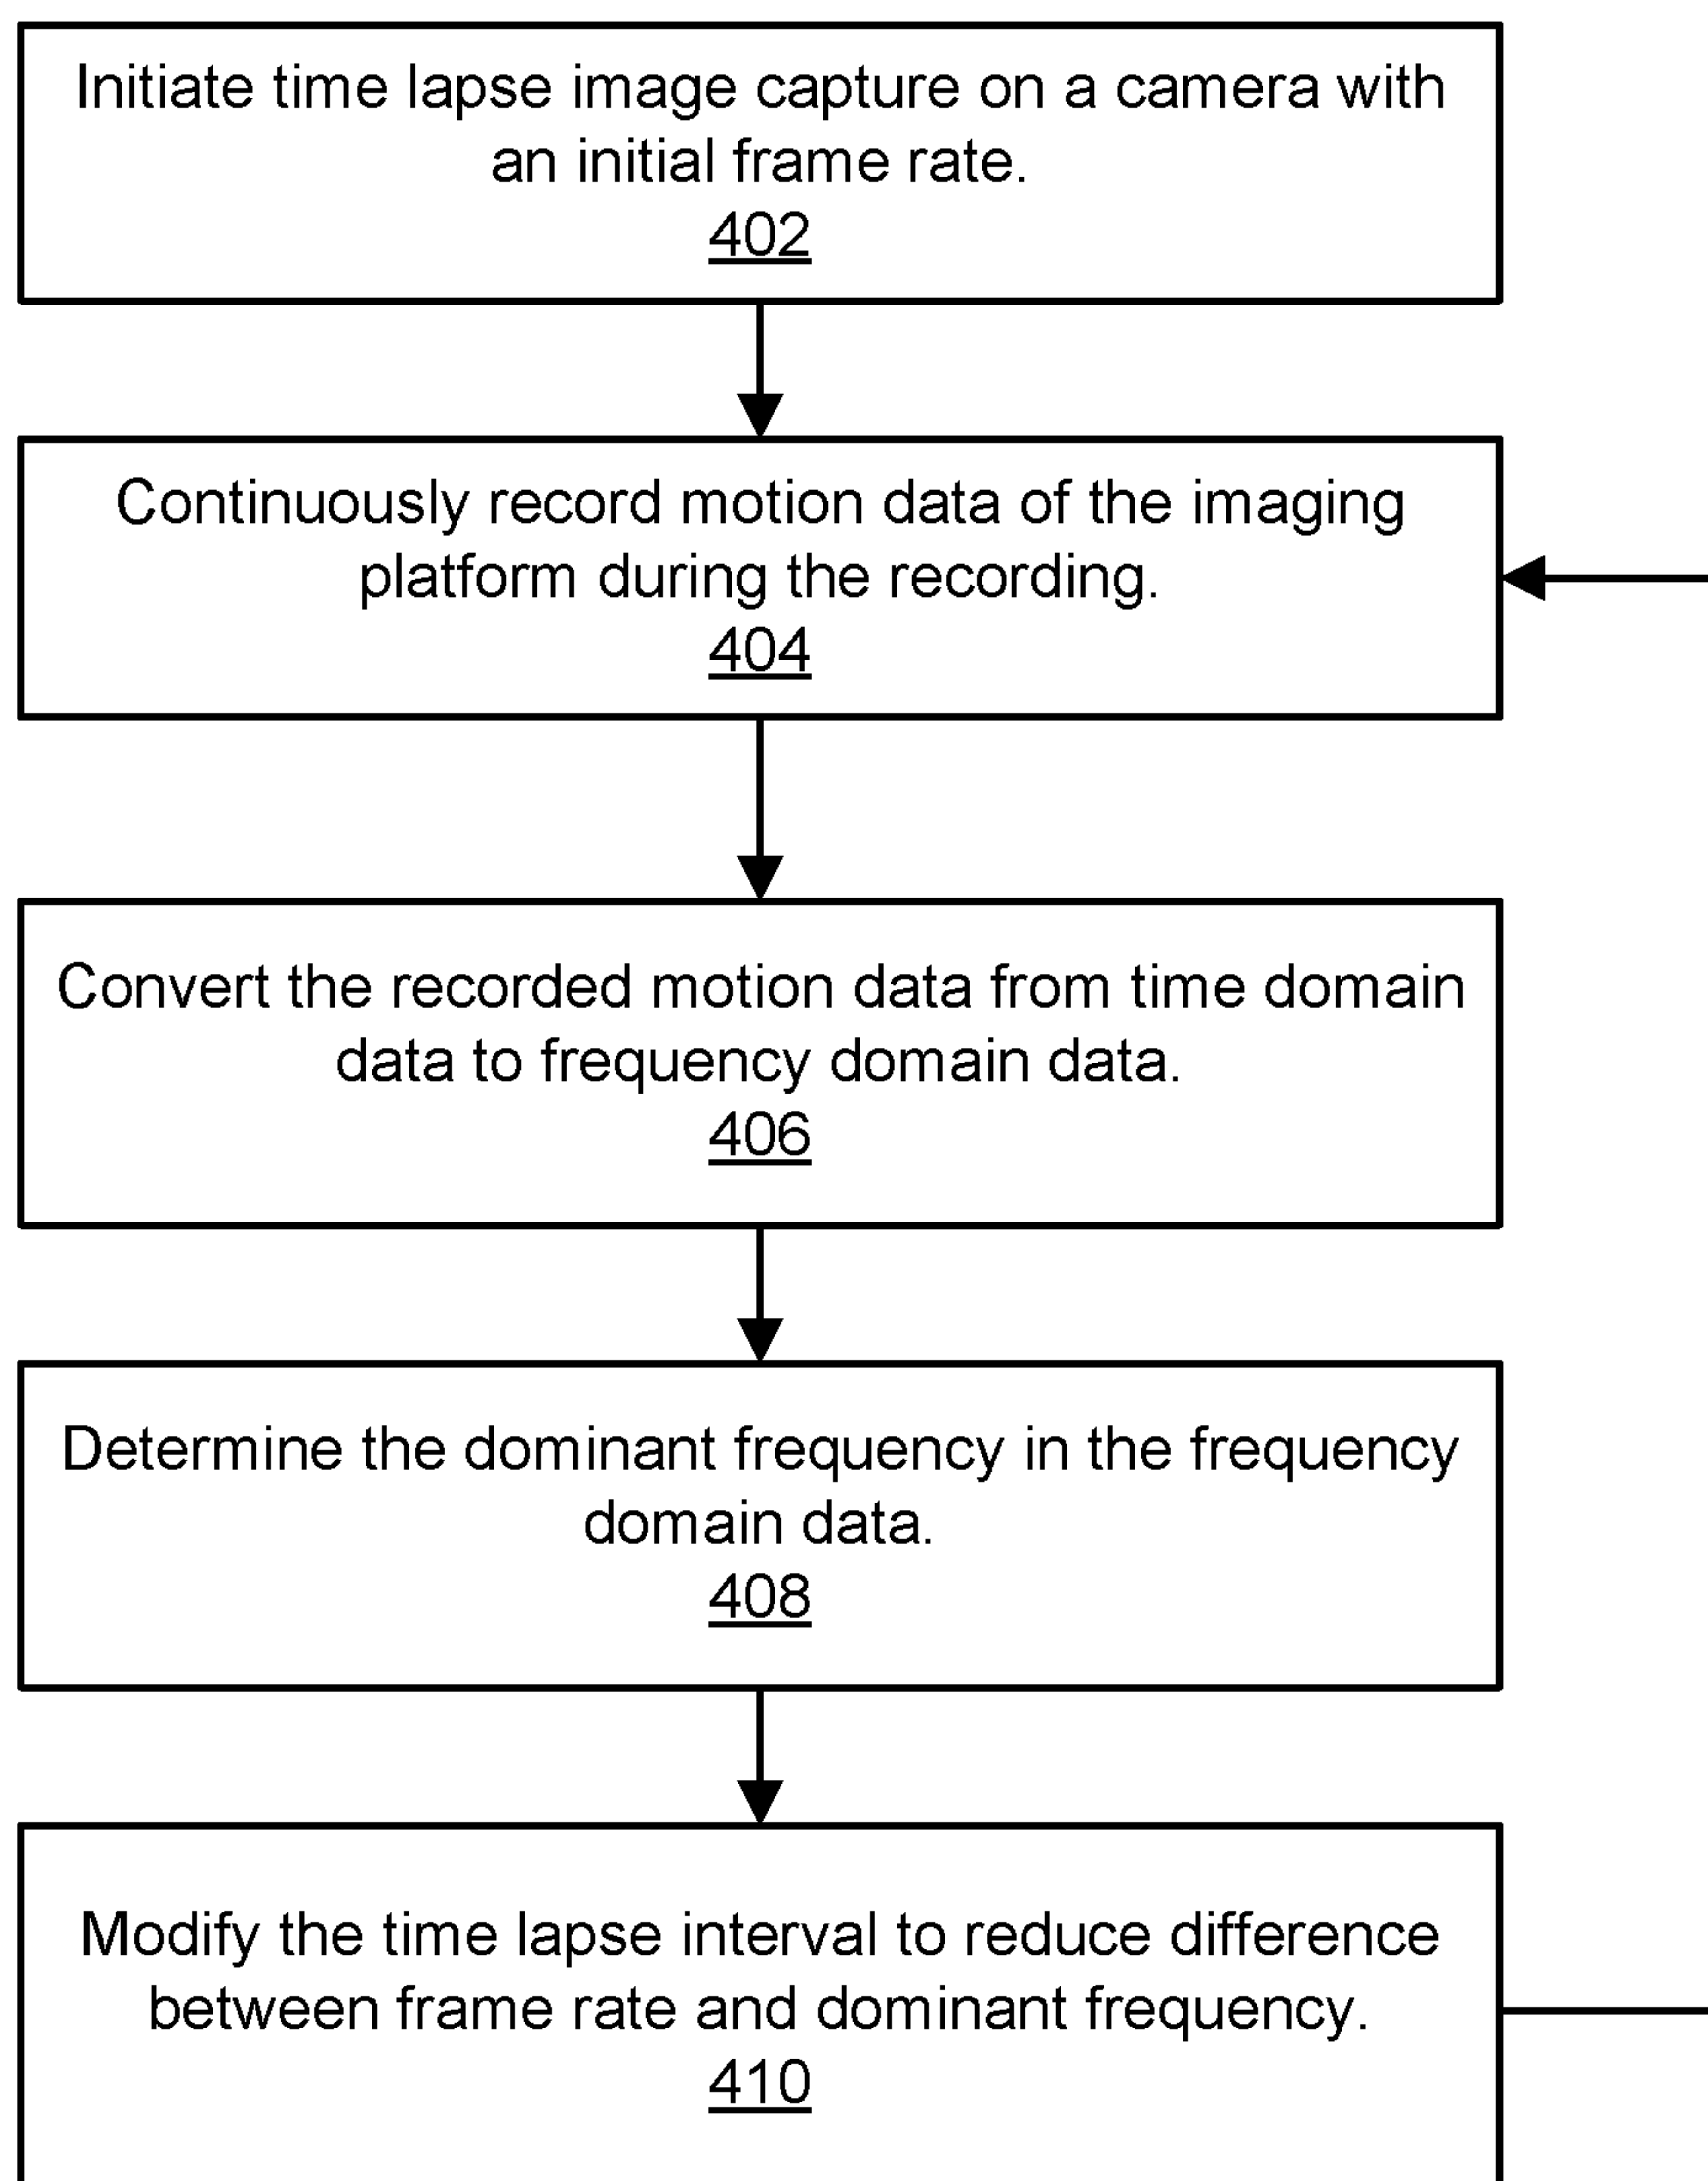 Initiate time lapse image capture on a camera with
an initial frame rate.
402
Continuously record motion data of the imaging
platform during the recording.
404
Convert the recorded motion data from time domain
data to frequency domain data.
406
Determine the dominant frequency in the frequency
domain data.
408
Modify the time lapse interval to reduce difference
between frame rate and dominant frequency.
410